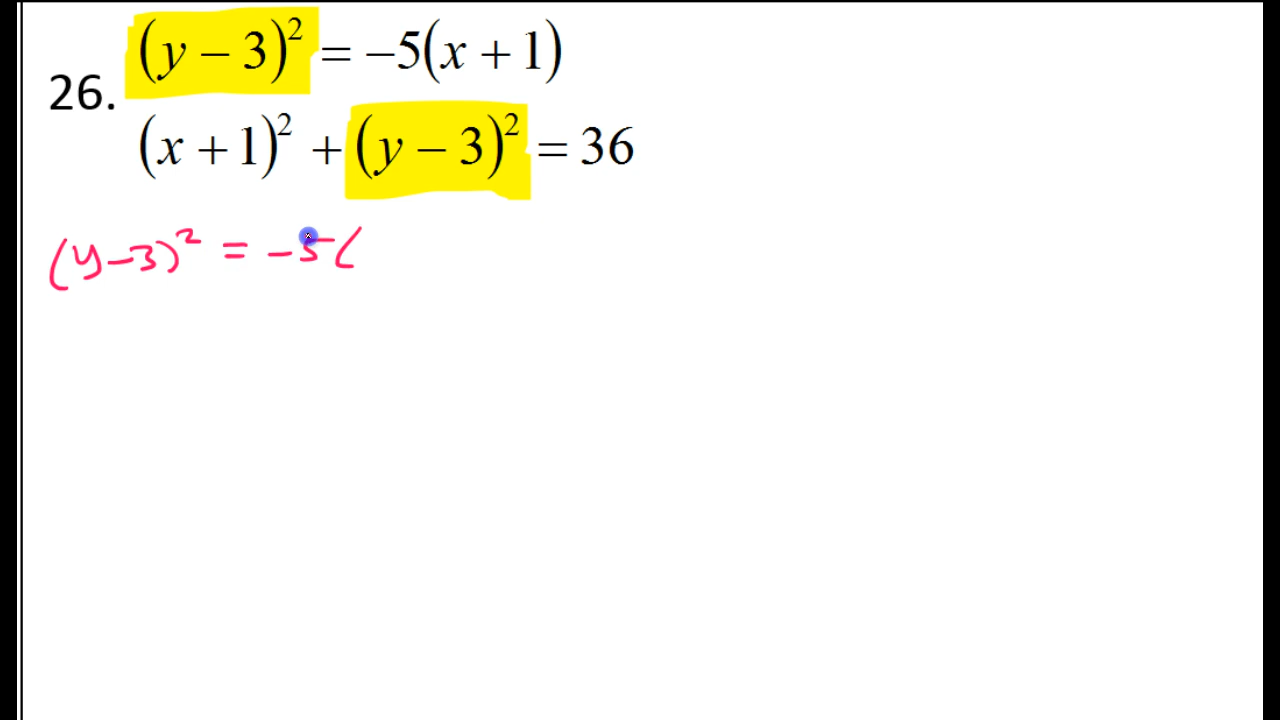 (y − 3)² = −5(x + 1)
26.
(x + 1)² + (y − 3)² = 36
(y−3)² = −5(